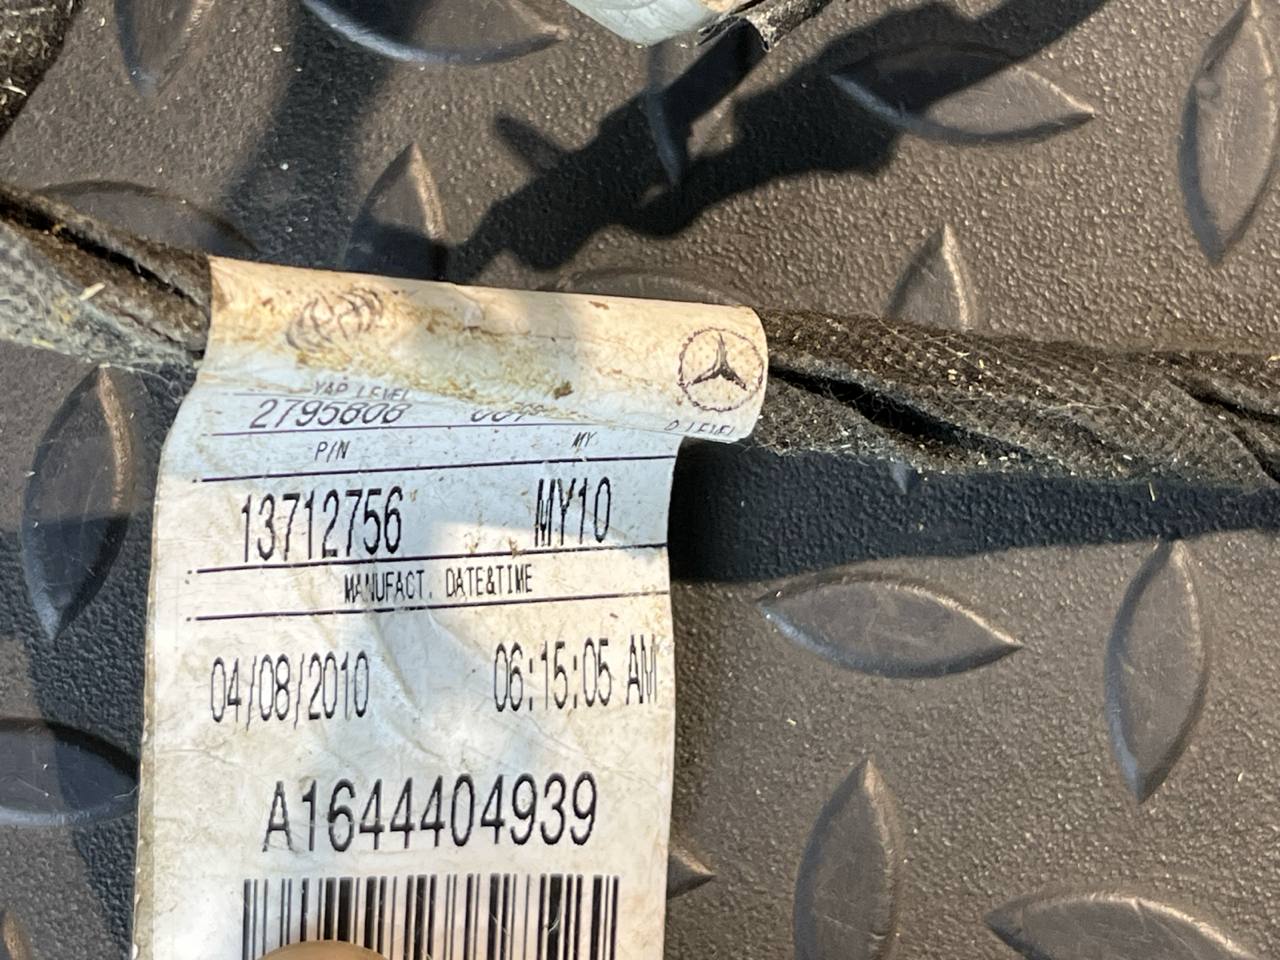 YAP LEVEL
2795808
P/N MY
13712756 MY10
MANUFACT. DATE&TIME
04/08/2010 06:15:05 AM
A1644404939